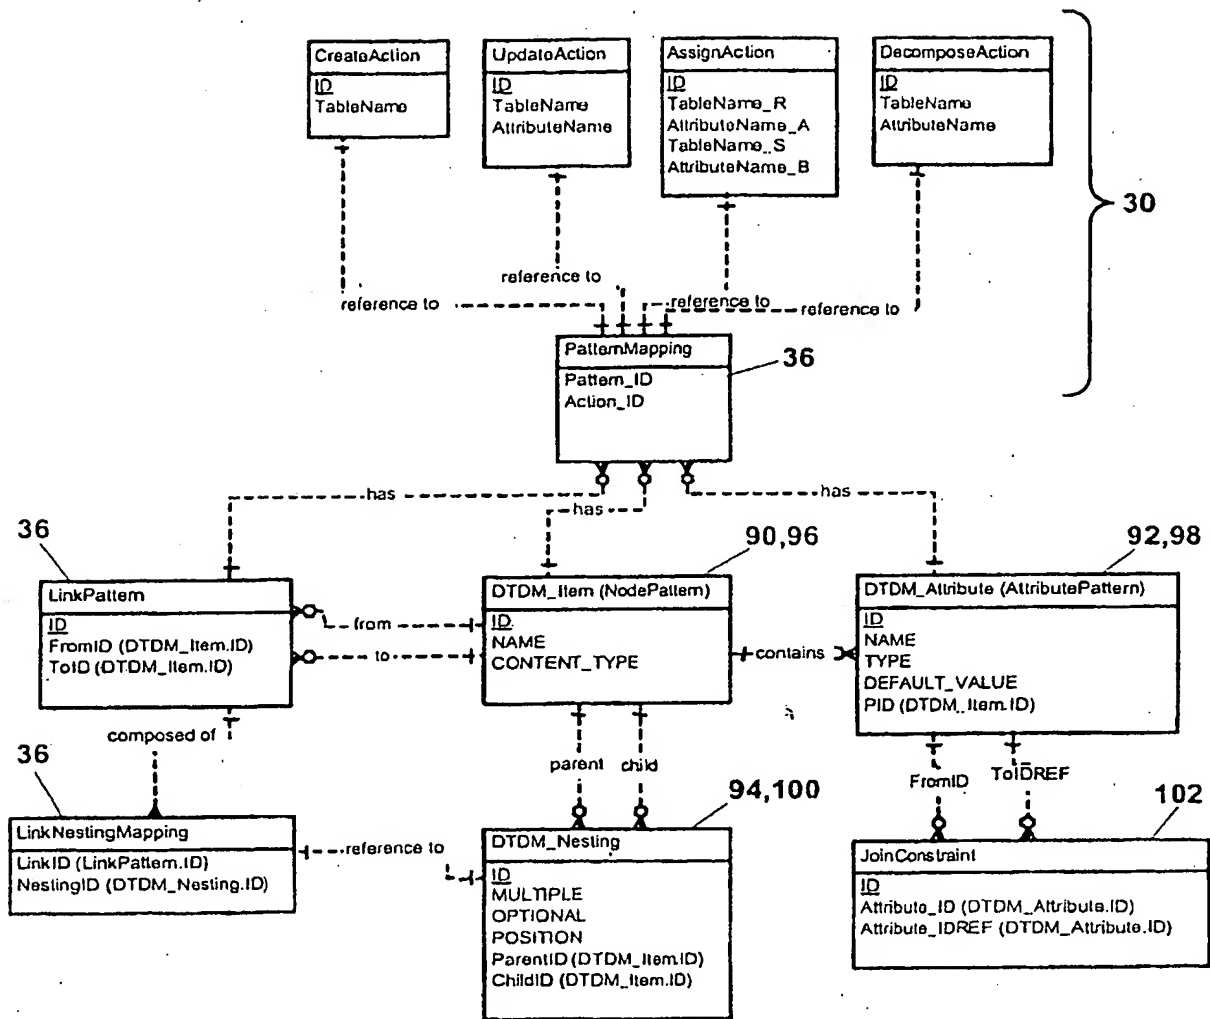 CreateAction
ID
TableName
UpdateAction
ID
TableName
AttributeName
AssignAction
ID
TableName_R
AttributeName_A
TableName_S
AttributeName_B
DecomposeAction
ID
TableName
AttributeName
30
reference to
reference to
reference to
reference to
PatternMapping
Pattern_ID
Action_ID
36
has
has
has
36
LinkPattern
ID
FromID (DTDM_Item.ID)
ToID (DTDM_Item.ID)
from
to
90,96
DTDM_Item (NodePattern)
ID
NAME
CONTENT_TYPE
contains
92,98
DTDM_Attribute (AttributePattern)
ID
NAME
TYPE
DEFAULT_VALUE
PID (DTDM_Item.ID)
composed of
parent
child
FromID
ToIDREF
36
LinkNestingMapping
LinkID (LinkPattern.ID)
NestingID (DTDM_Nesting.ID)
reference to
94,100
DTDM_Nesting
ID
MULTIPLE
OPTIONAL
POSITION
ParentID (DTDM_Item.ID)
ChildID (DTDM_Item.ID)
102
JoinConstraint
ID
Attribute_ID (DTDM_Attribute.ID)
Attribute_IDREF (DTDM_Attribute.ID)